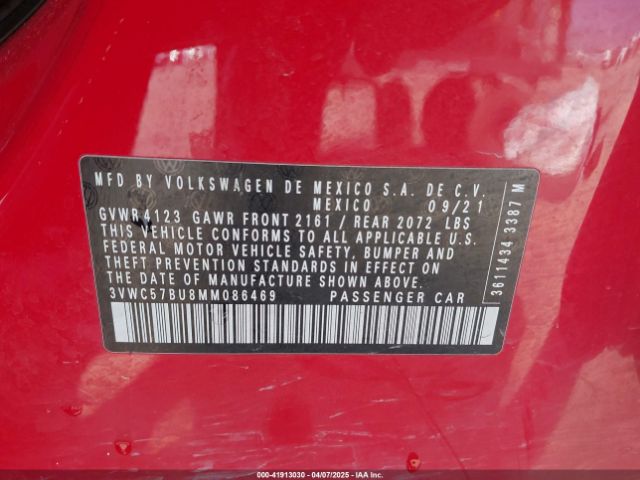 MFD BY VOLKSWAGEN DE MEXICO S.A. DE C.V.
MEXICO 09/21
GVWR 4123 GAWR FRONT 2161 / REAR 2072 LBS
THIS VEHICLE CONFORMS TO ALL APPLICABLE U.S.
FEDERAL MOTOR VEHICLE SAFETY, BUMPER AND
THEFT PREVENTION STANDARDS IN EFFECT ON
THE DATE OF MANUFACTURE SHOWN ABOVE.
3VWC57BU8MM086469 PASSENGER CAR
3611434 3387 M
000-41913030 04/07/2025 IAA Inc.